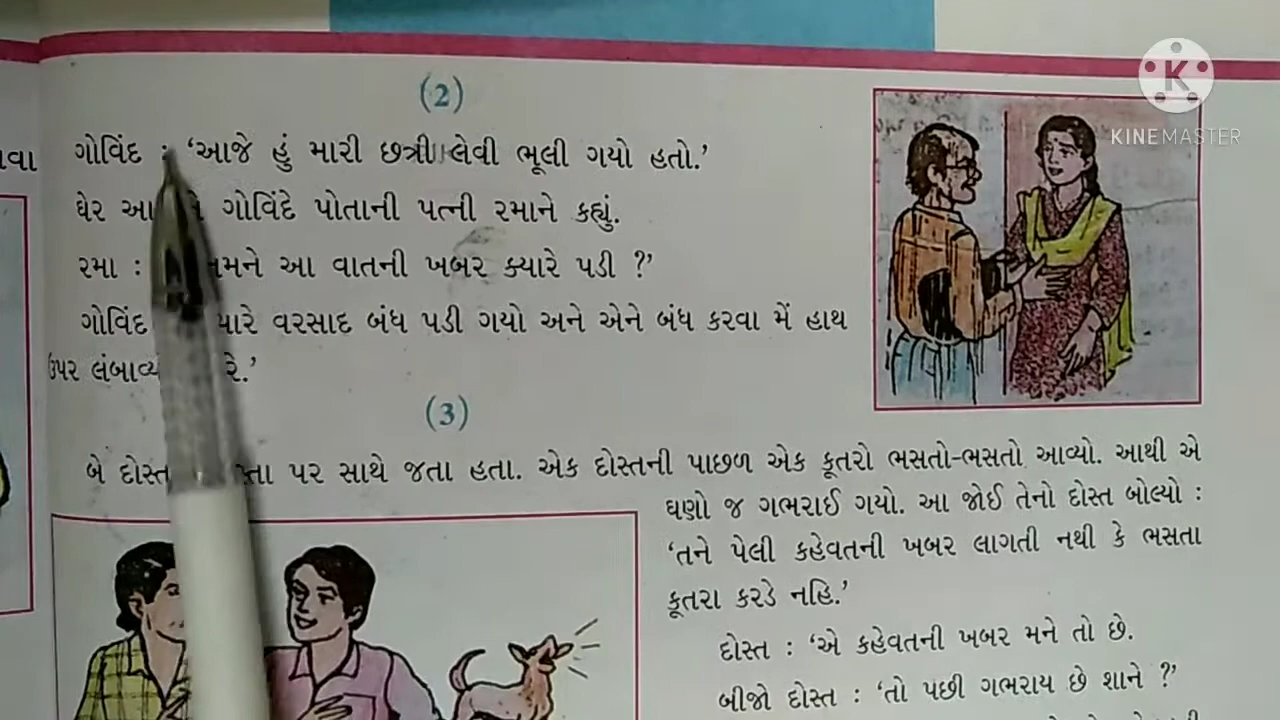 KINEMASTER
(2)
વા
ગોવિંદ : ‘આજે હું મારી છત્રી લેવી ભૂલી ગયો હતો.’
ઘેર ગોવિંદે પોતાની પત્ની રમાને કહ્યું.
રમા : આ વાતની ખબર ક્યારે પડી ?’
ગોવિંદ વરસાદ બંધ પડી ગયો અને એને બંધ કરવા મેં હાથ
ઉપર
(3)
બે પર સાથે જતા હતા. એક દોસ્તની પાછળ એક કૂતરો ભસતો-ભસતો આવ્યો. આથી એ
ઘણો જ ગભરાઈ ગયો. આ જોઈ તેનો દોસ્ત બોલ્યો :
‘તને પેલી કહેવતની ખબર લાગતી નથી કે ભસતા
કૂતરા કરડે નહિ.’
દોસ્ત : ‘એ કહેવતની ખબર મને તો છે.
બીજો દોસ્ત : ‘તો પછી ગભરાય છે શાને ?’